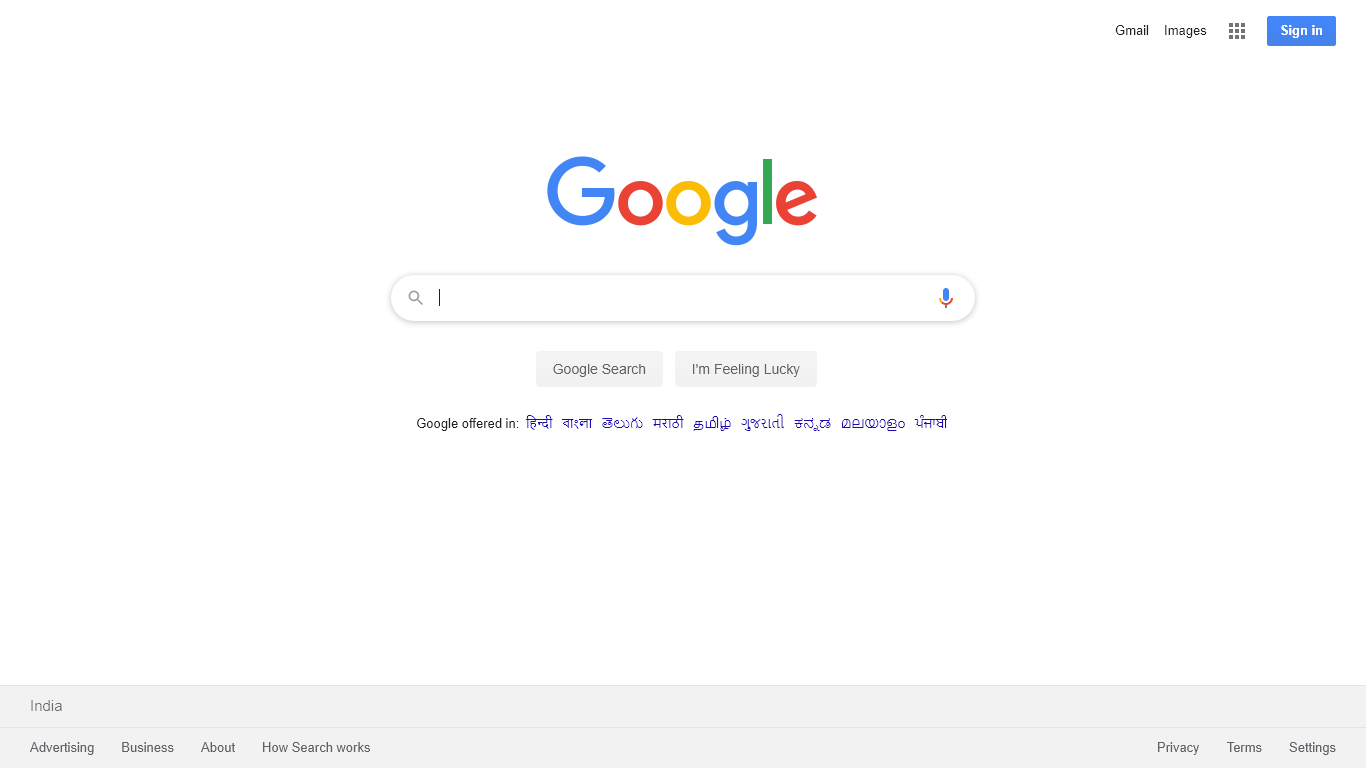 Gmail Images Sign in
Google
Google Search I'm Feeling Lucky
Google offered in: हिन्दी বাংলা తెలుగు मराठी தமிழ் ગુજરાતી ಕನ್ನಡ മലയാളം ਪੰਜਾਬੀ
India
Advertising Business About How Search works Privacy Terms Settings